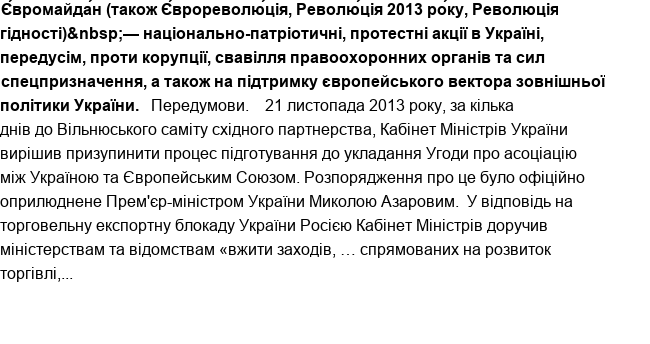 Євромайда́н (також Єврореволю́ція, Револю́ція 2013 ро́ку, Революція
гідності)&nbsp;— національно-патріотичні, протестні акції в Україні,
передусім, проти корупції, свавілля правоохоронних органів та сил
спецпризначення, а також на підтримку європейського вектора зовнішньої
політики України. Передумови. 21 листопада 2013 року, за кілька
днів до Вільнюського саміту східного партнерства, Кабінет Міністрів України
вирішив призупинити процес підготування до укладання Угоди про асоціацію
між Україною та Європейським Союзом. Розпорядження про це було офіційно
оприлюднене Прем'єр-міністром України Миколою Азаровим. У відповідь на
торговельну експортну блокаду України Росією Кабінет Міністрів доручив
міністерствам та відомствам «вжити заходів, … спрямованих на розвиток
торгівлі,...